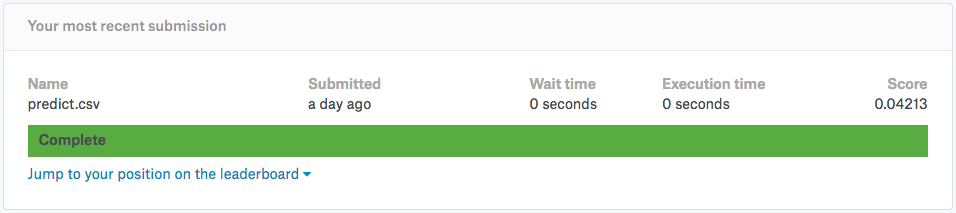 Your most recent submission
Name Submitted Wait time Execution time Score
predict.csv a day ago 0 seconds 0 seconds 0.04213
Complete
Jump to your position on the leaderboard